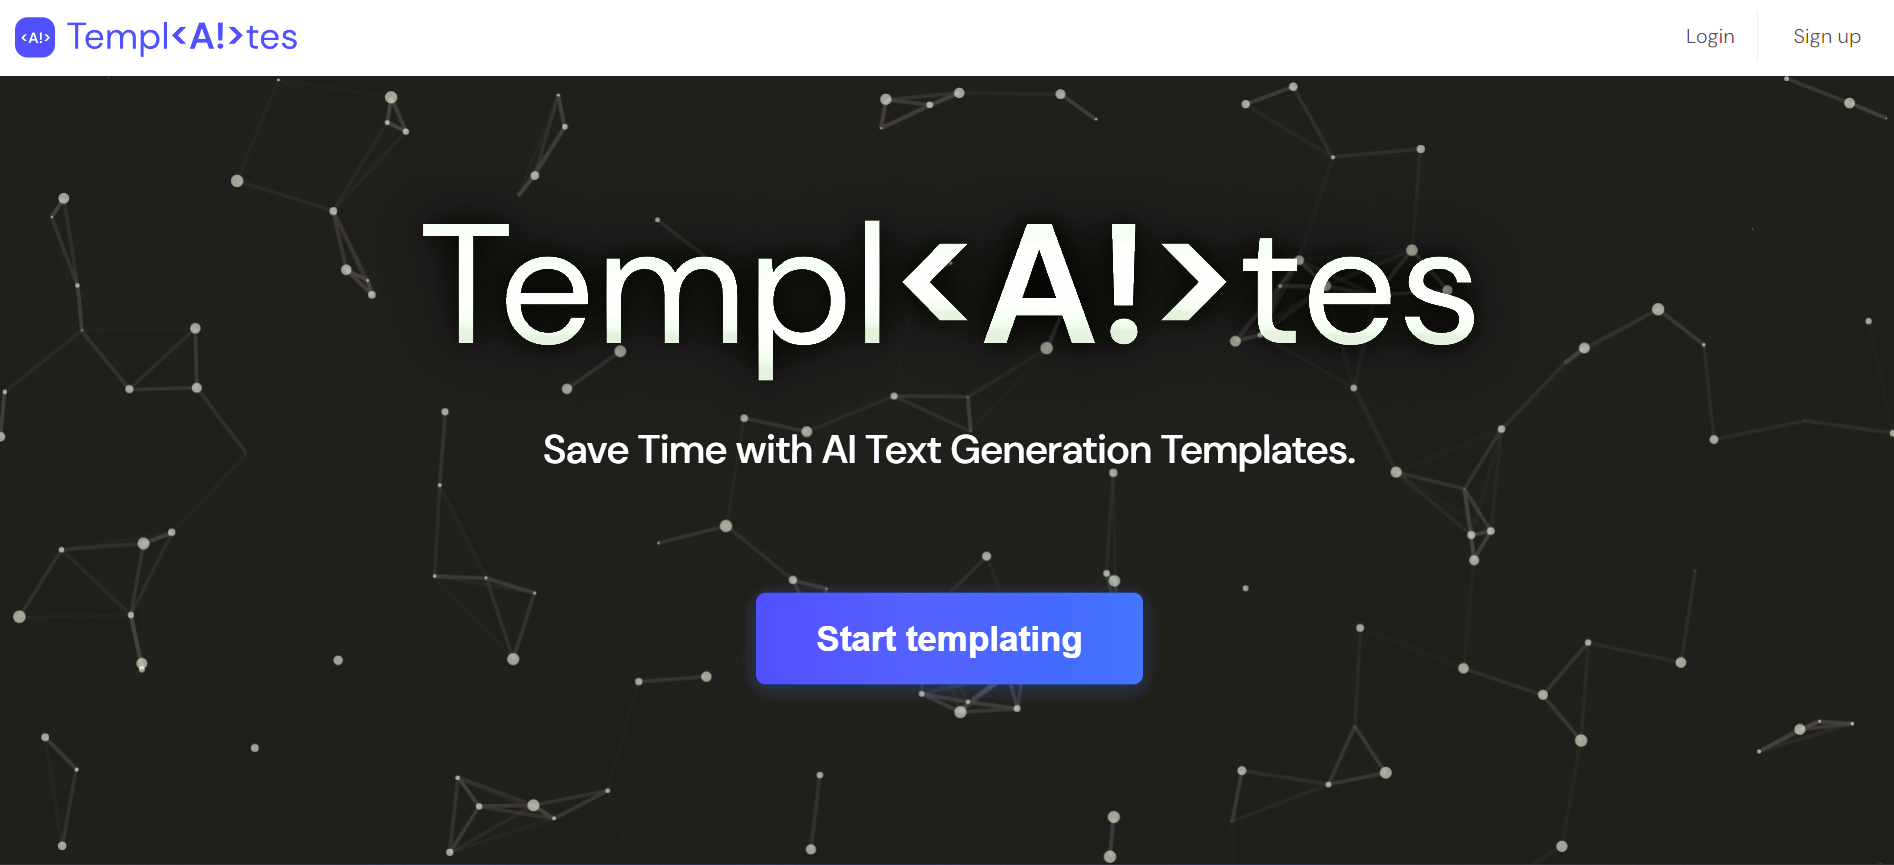 <A!> Templ<A!>tes
Login
Sign up
Templ<A!>tes
Save Time with AI Text Generation Templates.
Start templating